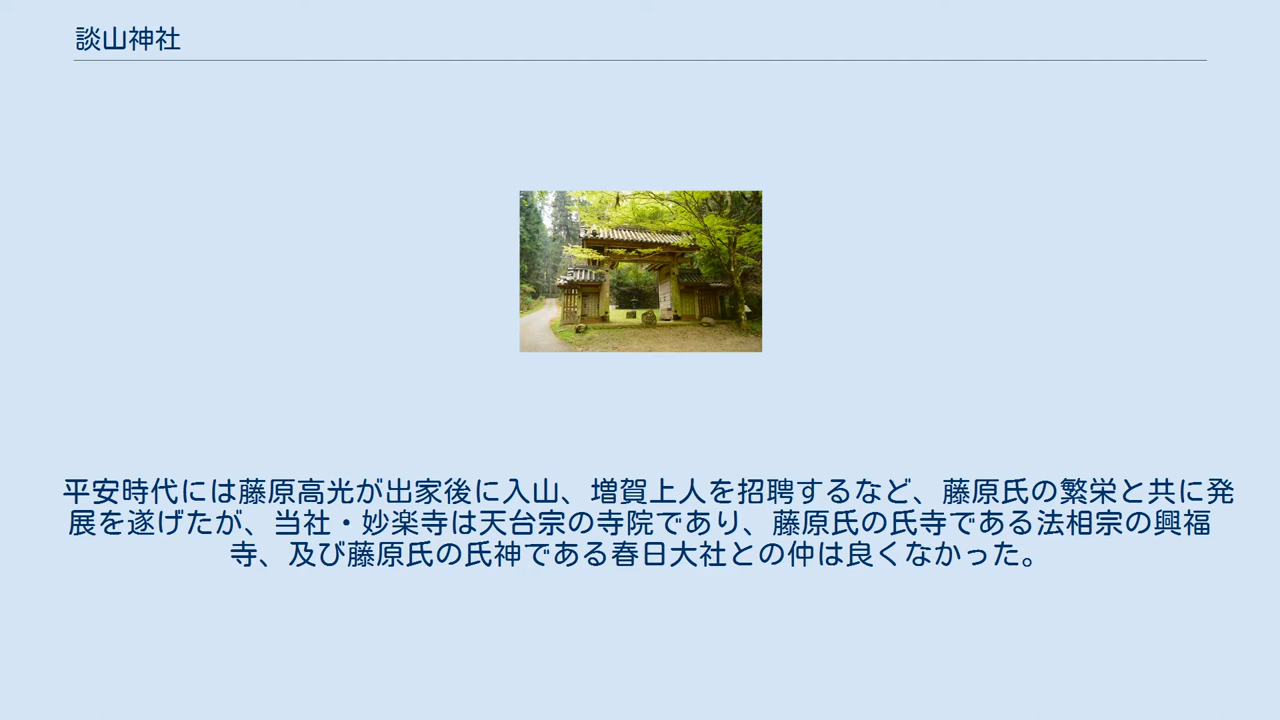 談山神社
平安時代には藤原高光が出家後に入山、増賀上人を招聘するなど、藤原氏の繁栄と共に発
展を遂げたが、当社・妙楽寺は天台宗の寺院であり、藤原氏の氏寺である法相宗の興福
寺、及び藤原氏の氏神である春日大社との仲は良くなかった。